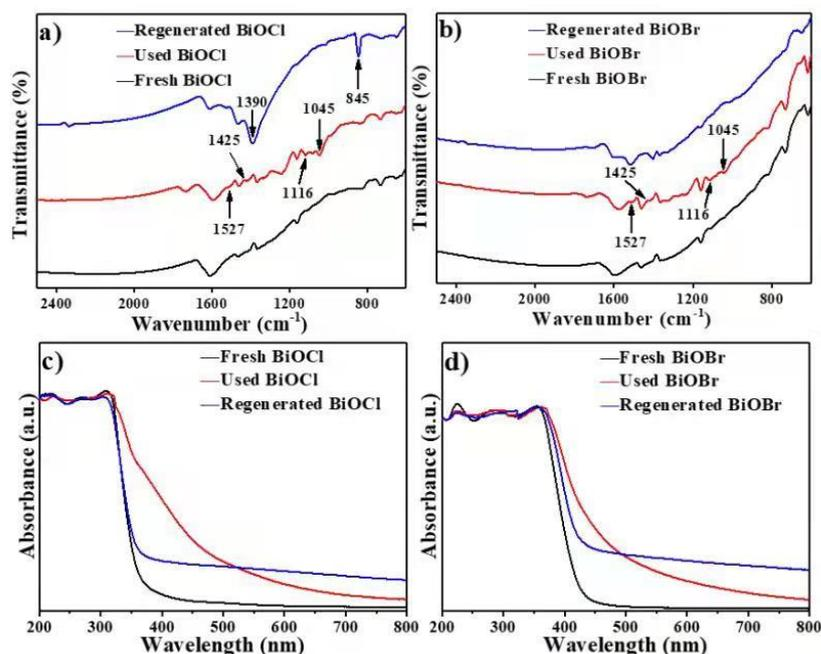 a)
Regenerated BiOCl
Used BiOCl
Fresh BiOCl
1390
845
1425
1045
1527
1116
Transmittance (%)
2400 2000 1600 1200 800
Wavenumber (cm⁻¹)
b)
Regenerated BiOBr
Used BiOBr
Fresh BiOBr
1045
1425
1116
1527
Transmittance (%)
2400 2000 1600 1200 800
Wavenumber (cm⁻¹)
c)
Fresh BiOCl
Used BiOCl
Regenerated BiOCl
Absorbance (a.u.)
200 300 400 500 600 700 800
Wavelength (nm)
d)
Fresh BiOBr
Used BiOBr
Regenerated BiOBr
Absorbance (a.u.)
200 300 400 500 600 700 800
Wavelength (nm)